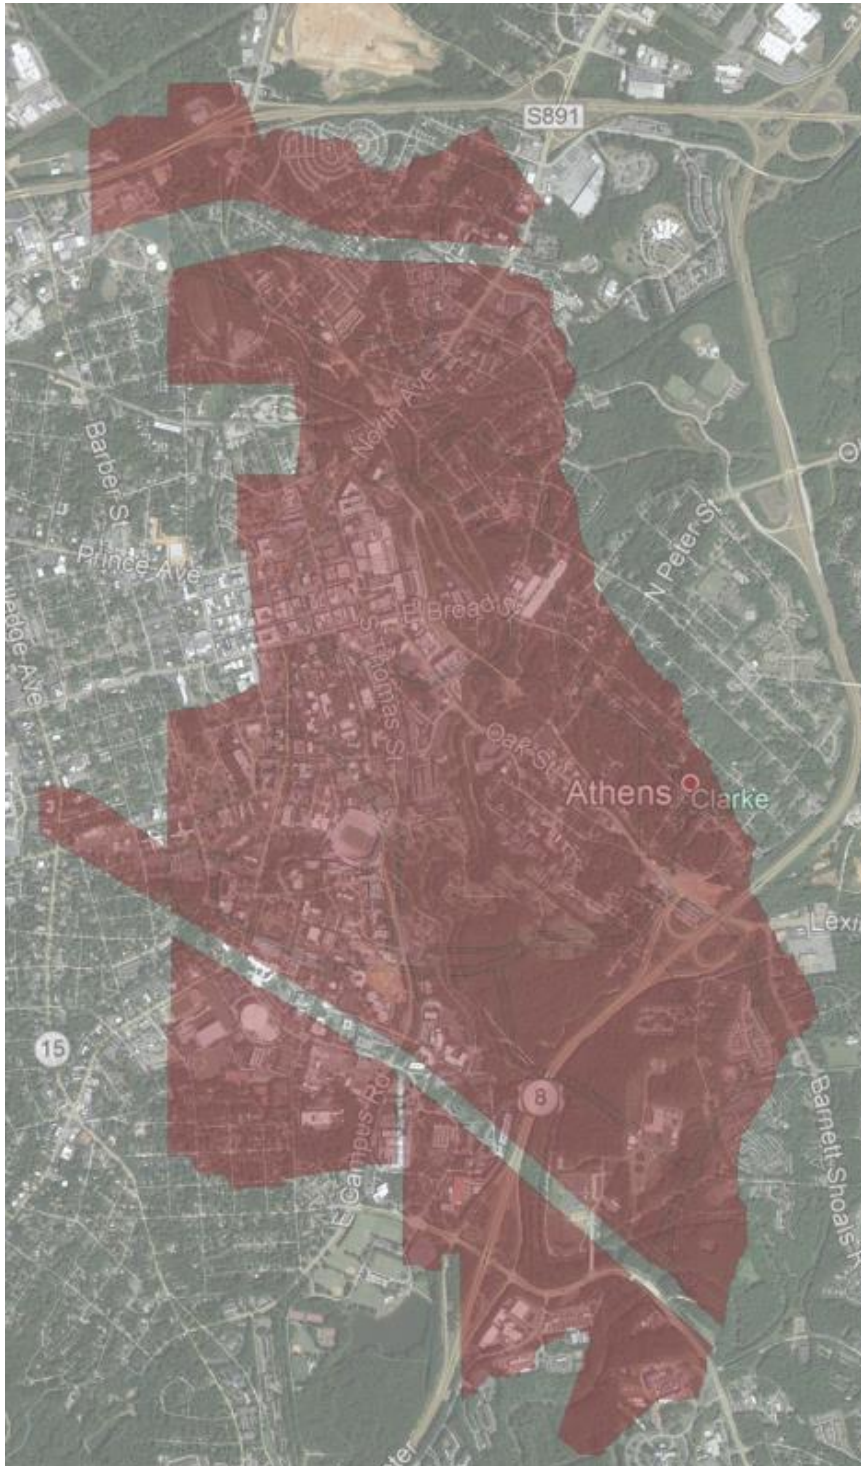 S891
North Ave
Barber St
Prince Ave
N Peter St
E Broad St
S Thomas St
Oak St
Athens
Clarke
15
8
E Campus Rd
Barnett Shoals